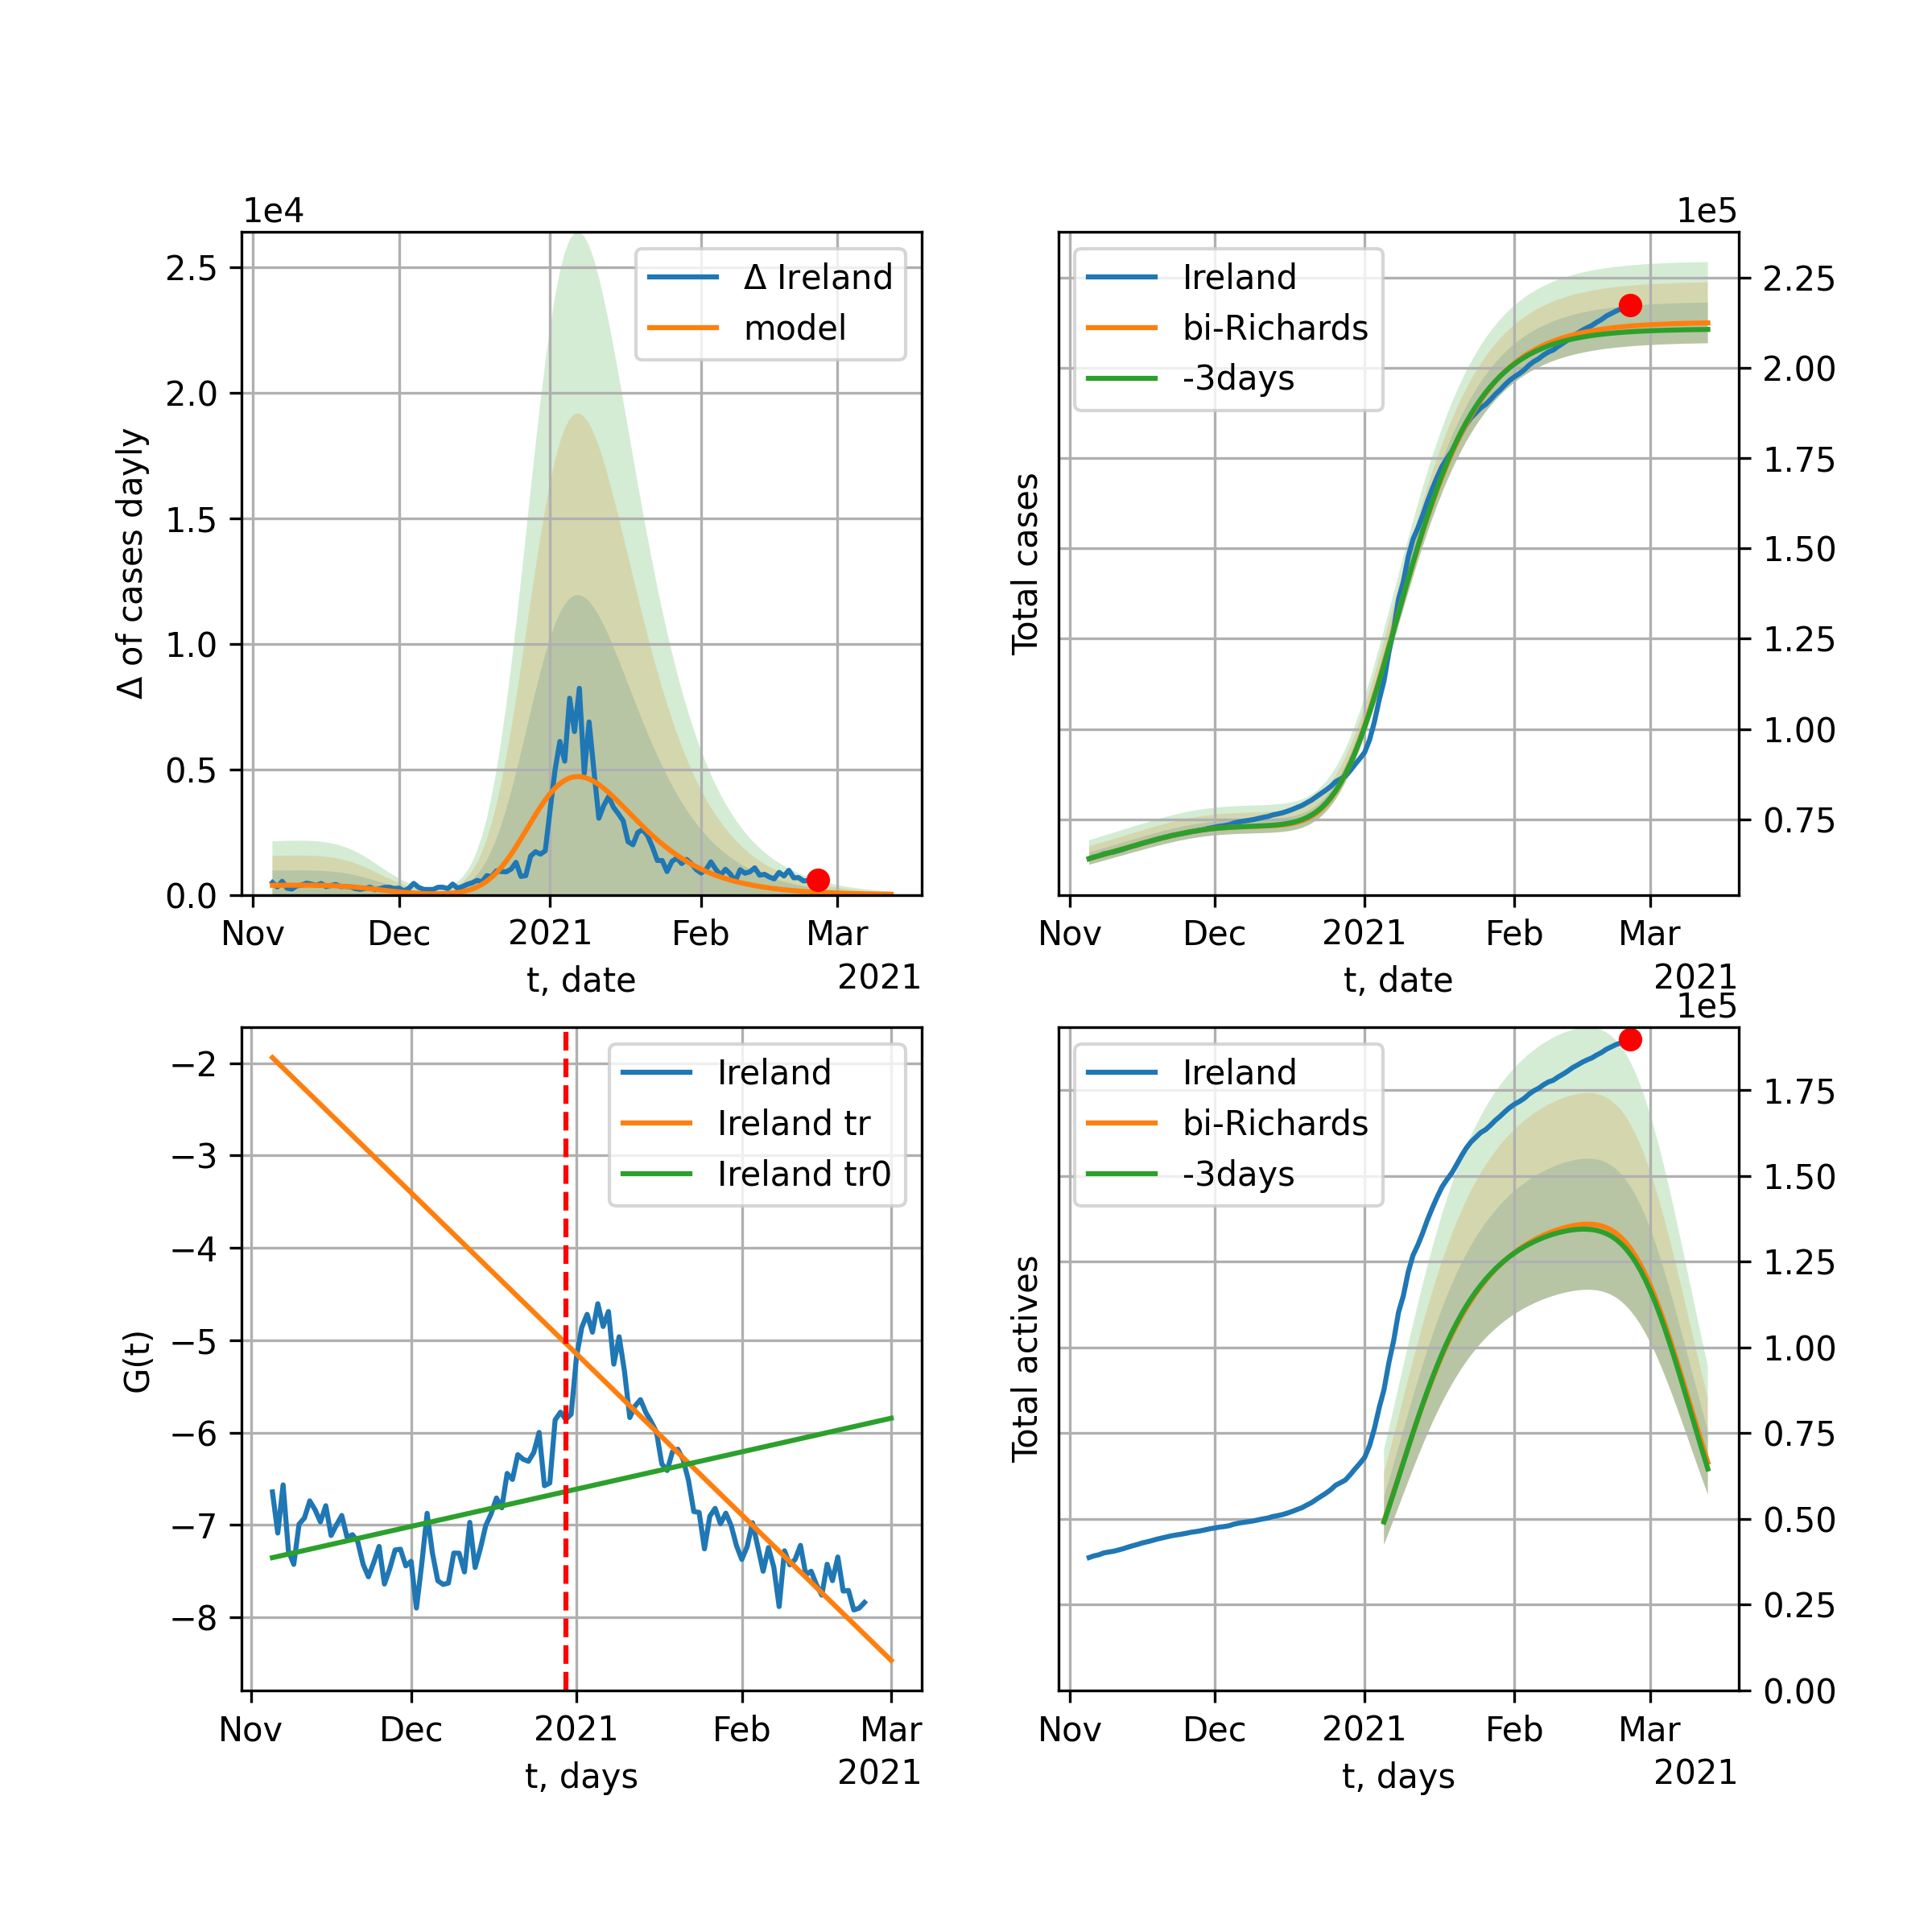 1e4
2.5
2.0
1.5
1.0
0.5
0.0
Δ of cases dayly
Δ Ireland
model
Nov Dec 2021 Feb Mar
t, date
2021
1e5
Total cases
Ireland
bi-Richards
-3days
2.25
2.00
1.75
1.50
1.25
1.00
0.75
Nov Dec 2021 Feb Mar
t, date
2021
−2
−3
−4
−5
−6
−7
−8
G(t)
Ireland
Ireland tr
Ireland tr0
Nov Dec 2021 Feb Mar
t, days
2021
1e5
Total actives
Ireland
bi-Richards
-3days
1.75
1.50
1.25
1.00
0.75
0.50
0.25
0.00
Nov Dec 2021 Feb Mar
t, days
2021